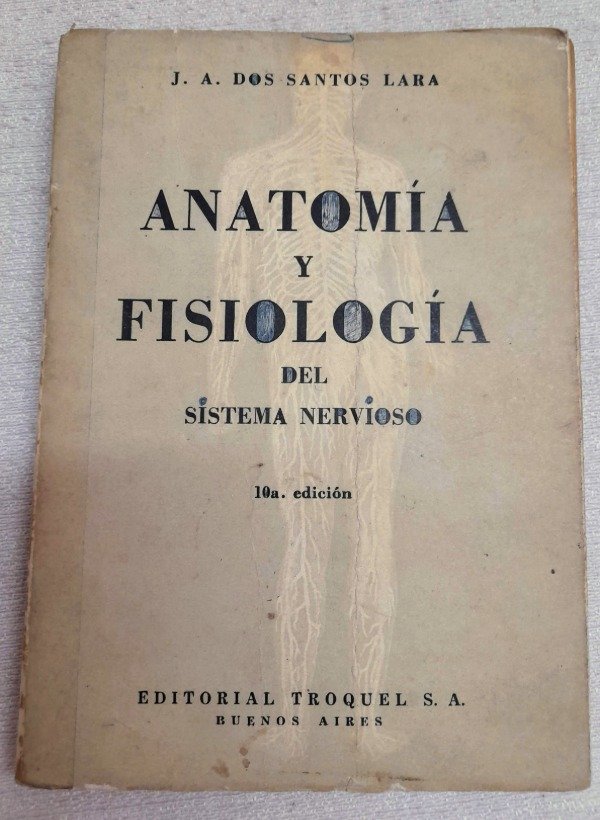 J. A. DOS SANTOS LARA
ANATOMÍA
Y
FISIOLOGÍA
DEL
SISTEMA NERVIOSO
10a. edición
EDITORIAL TROQUEL S. A.
BUENOS AIRES